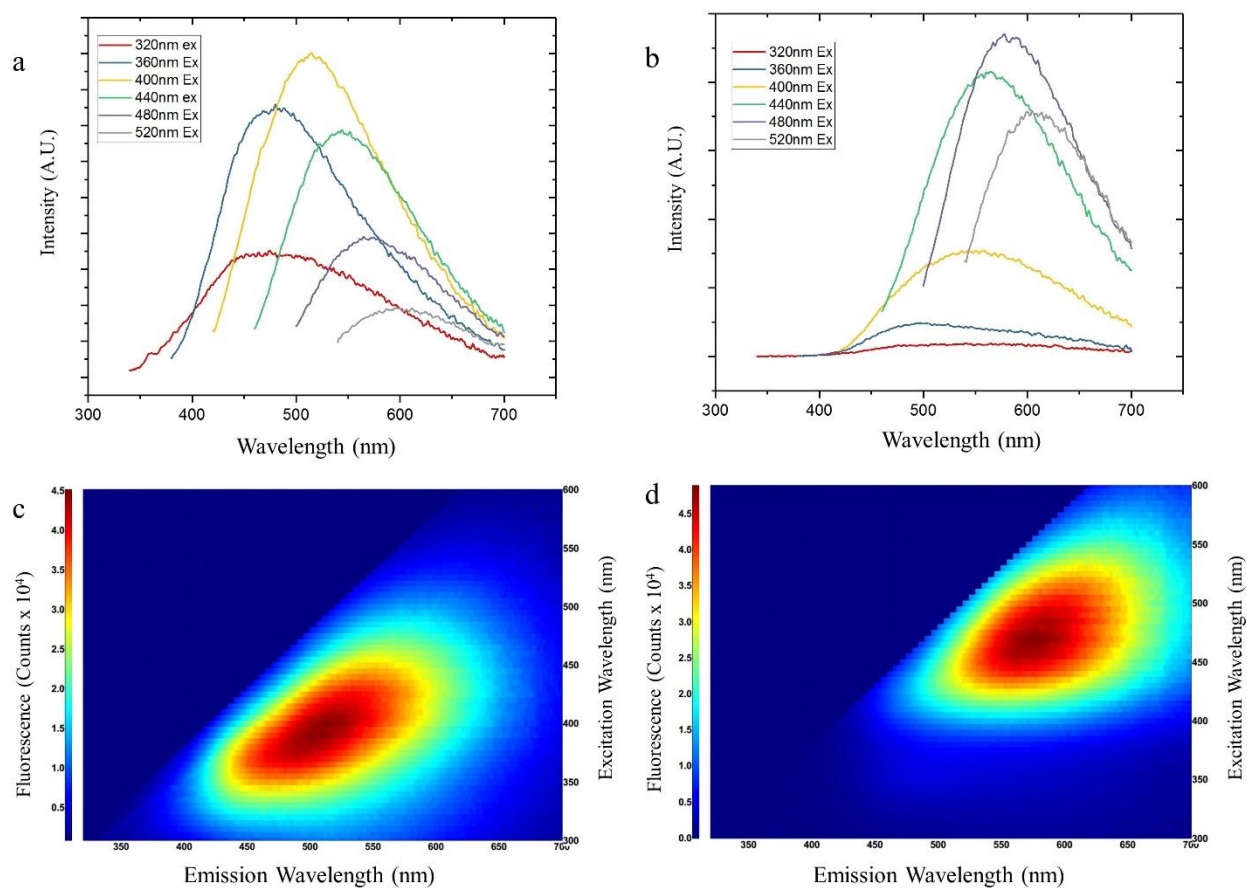 a
320nm ex
360nm Ex
400nm Ex
440nm ex
480nm Ex
520nm Ex
Intensity (A.U.)
300 400 500 600 700
Wavelength (nm)
b
320nm Ex
360nm Ex
400nm Ex
440nm Ex
480nm Ex
520nm Ex
Intensity (A.U.)
300 400 500 600 700
Wavelength (nm)
c
Fluorescence (Counts x 10⁴)
4.5
4.0
3.5
3.0
2.5
2.0
1.5
1.0
0.5
600
550
500
450
400
350
300
Excitation Wavelength (nm)
350 400 450 500 550 600 650 700
Emission Wavelength (nm)
d
Fluorescence (Counts x 10⁴)
4.5
4.0
3.5
3.0
2.5
2.0
1.5
1.0
0.5
0.0
600
550
500
450
400
350
300
Excitation Wavelength (nm)
350 400 450 500 550 600 650 700
Emission Wavelength (nm)